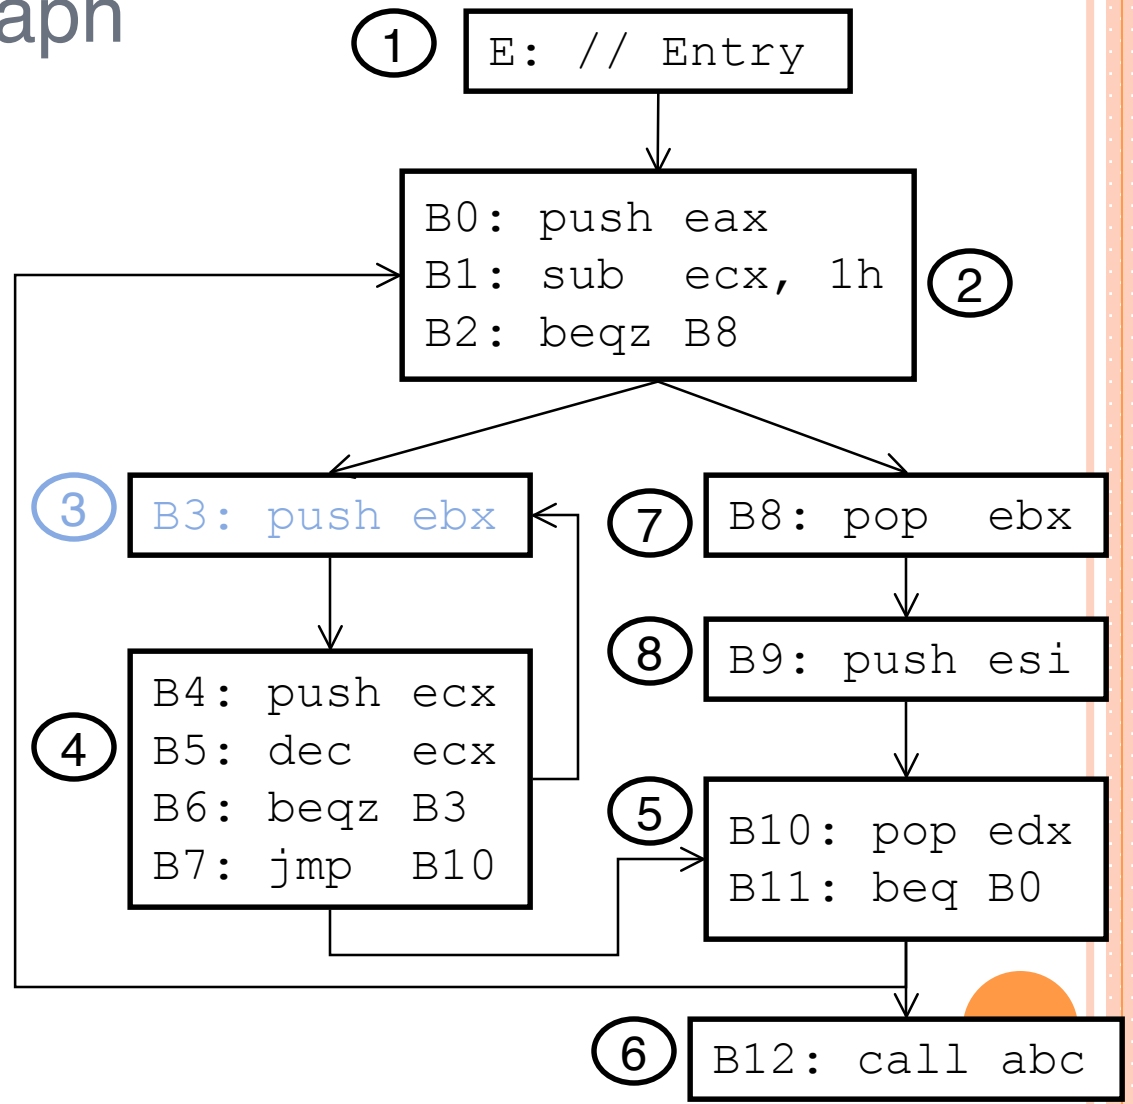 aph
1
E: // Entry
B0: push eax
B1: sub ecx, 1h
B2: beqz B8
2
3
B3: push ebx
7
B8: pop ebx
8
B9: push esi
4
B4: push ecx
B5: dec ecx
B6: beqz B3
B7: jmp B10
5
B10: pop edx
B11: beq B0
6
B12: call abc